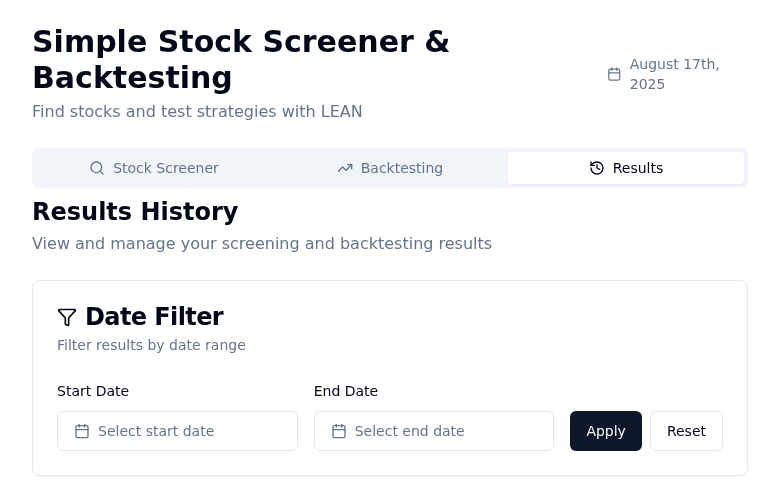 Simple Stock Screener &
Backtesting
August 17th,
2025
Find stocks and test strategies with LEAN
Stock Screener
Backtesting
Results
Results History
View and manage your screening and backtesting results
Date Filter
Filter results by date range
Start Date
End Date
Select start date
Select end date
Apply
Reset